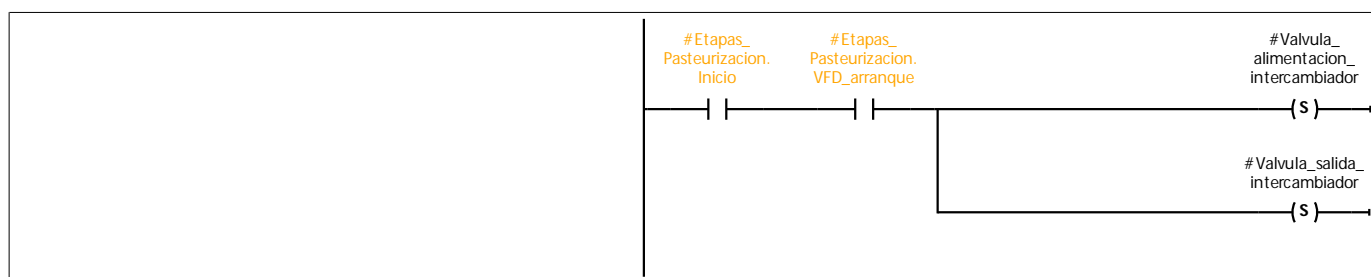 #Etapas_
Pasteurizacion.
Inicio
#Etapas_
Pasteurizacion.
VFD_arranque
#Valvula_
alimentacion_
intercambiador
( S )
#Valvula_salida_
intercambiador
( S )